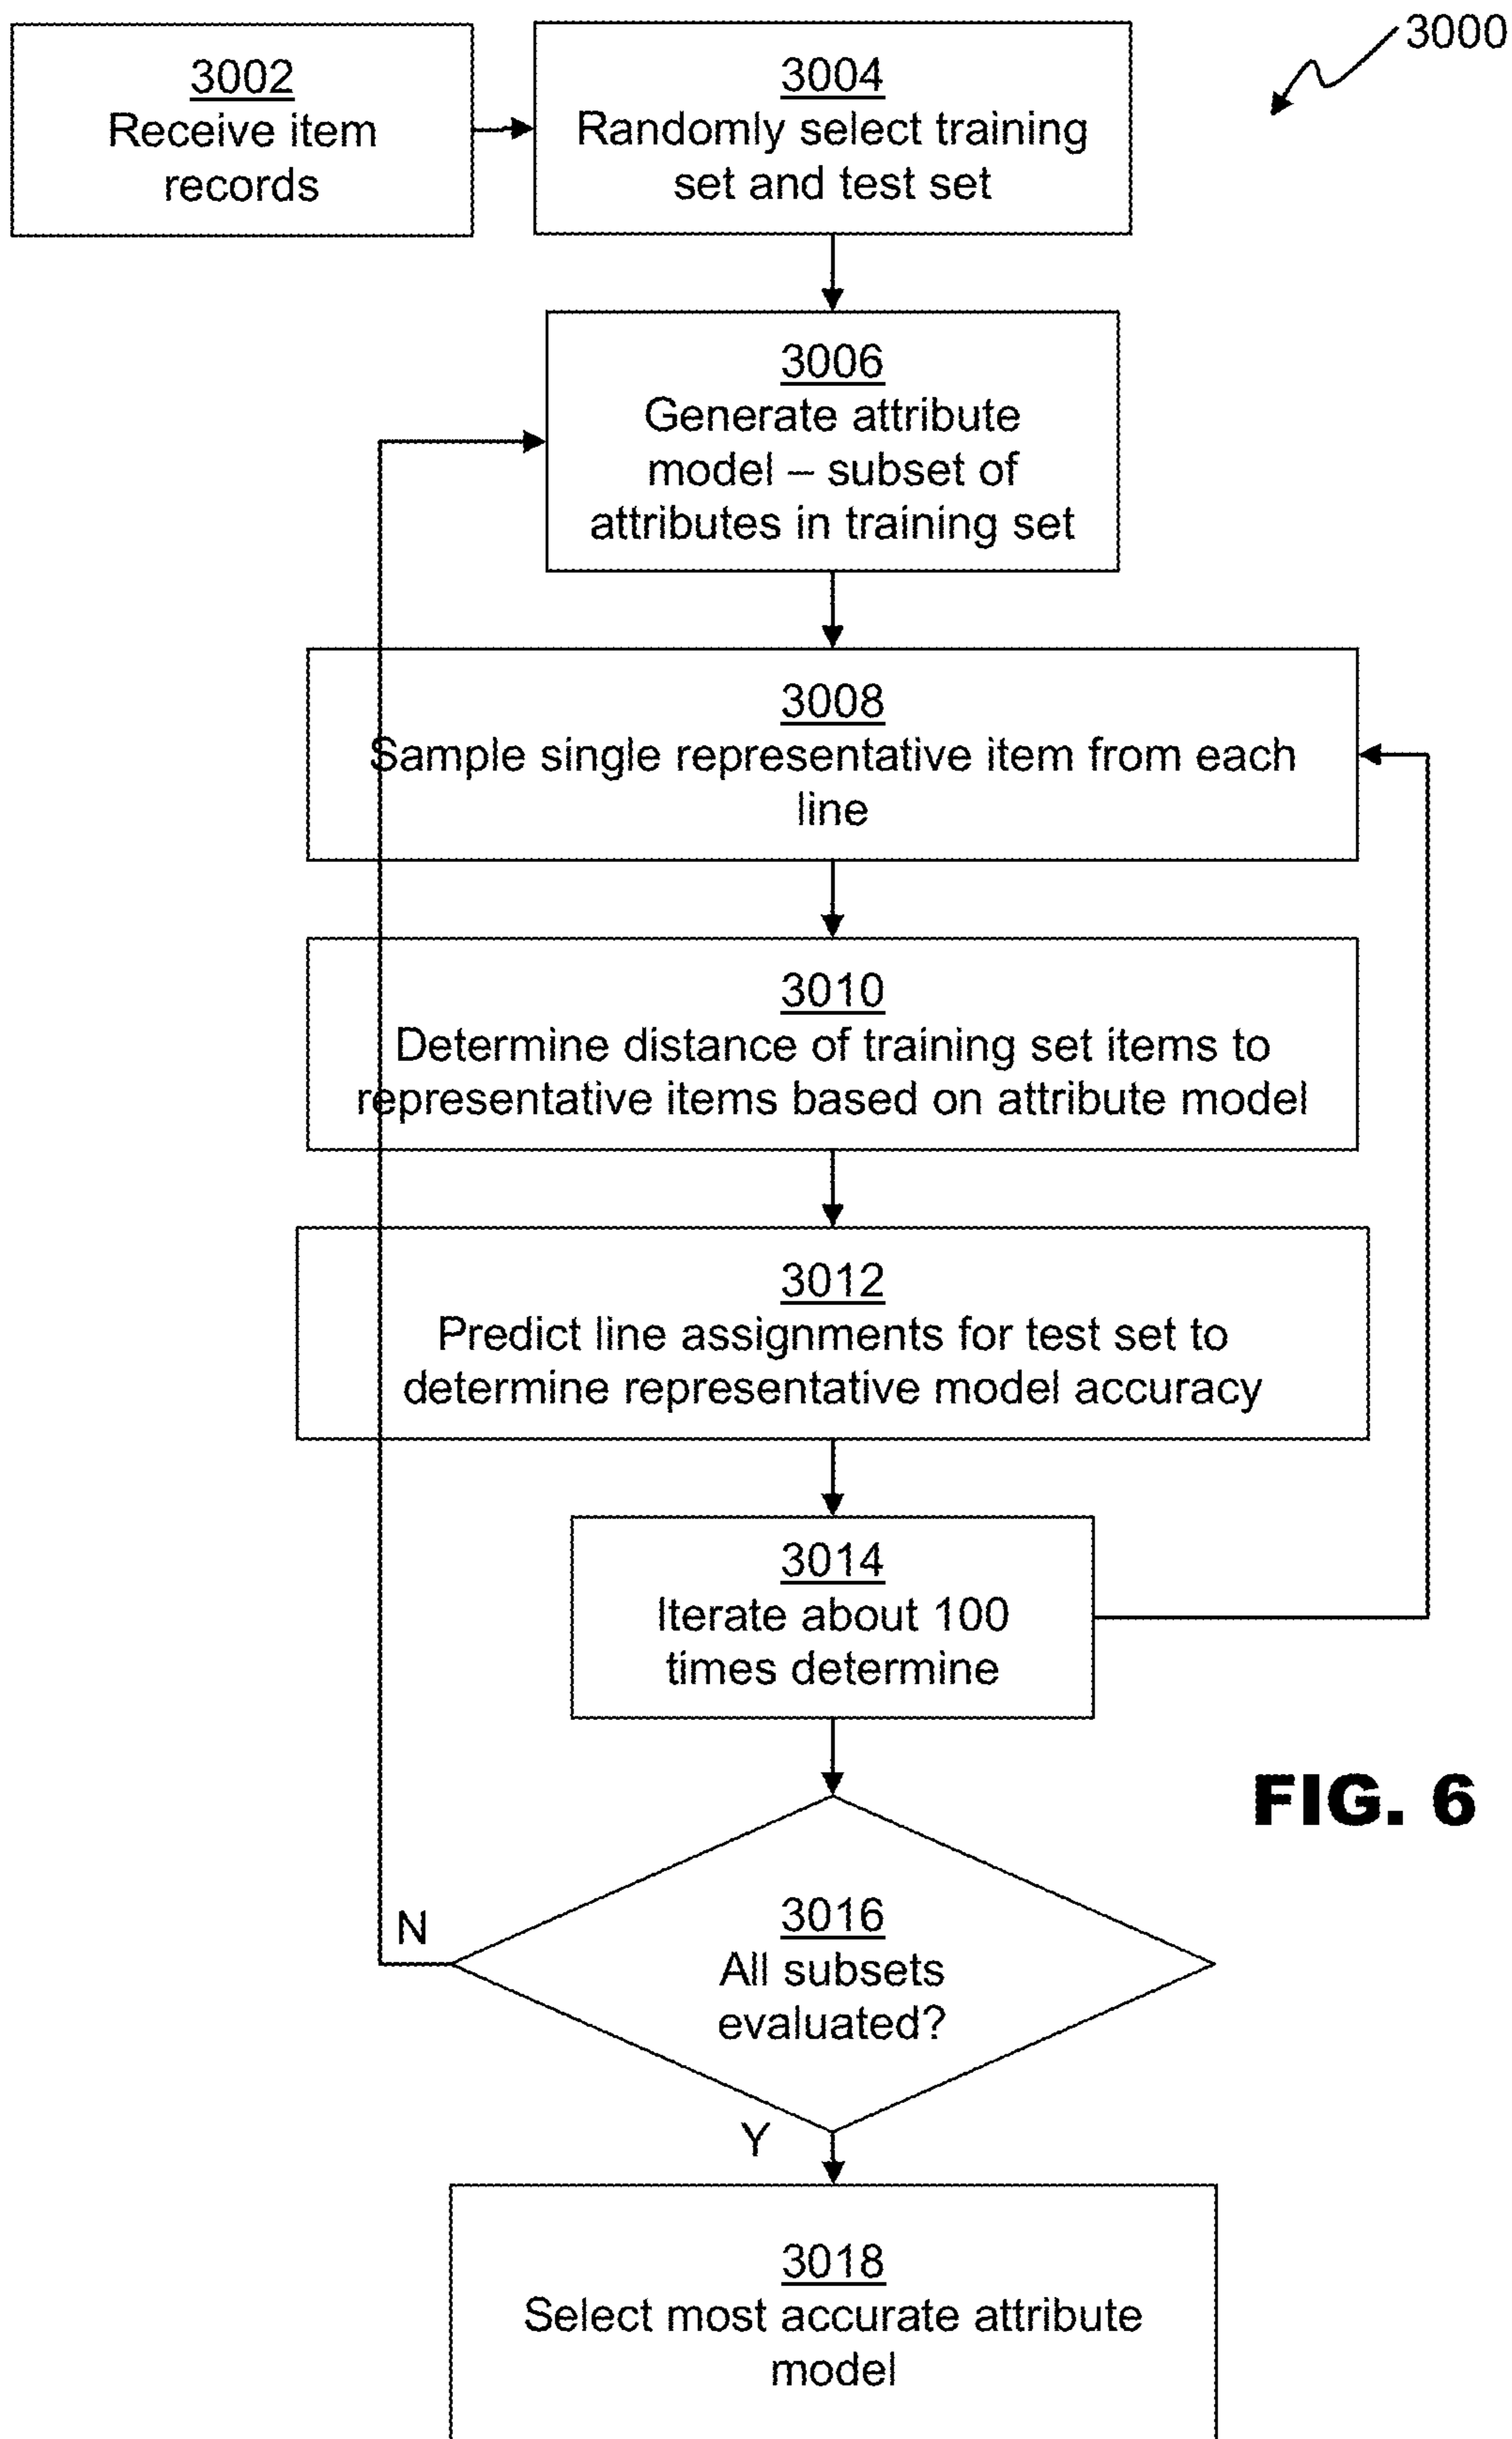 3000
3002
Receive item
records
3004
Randomly select training
set and test set
3006
Generate attribute
model – subset of
attributes in training set
3008
Sample single representative item from each
line
3010
Determine distance of training set items to
representative items based on attribute model
3012
Predict line assignments for test set to
determine representative model accuracy
3014
Iterate about 100
times determine
FIG. 6
N
3016
All subsets
evaluated?
Y
3018
Select most accurate attribute
model